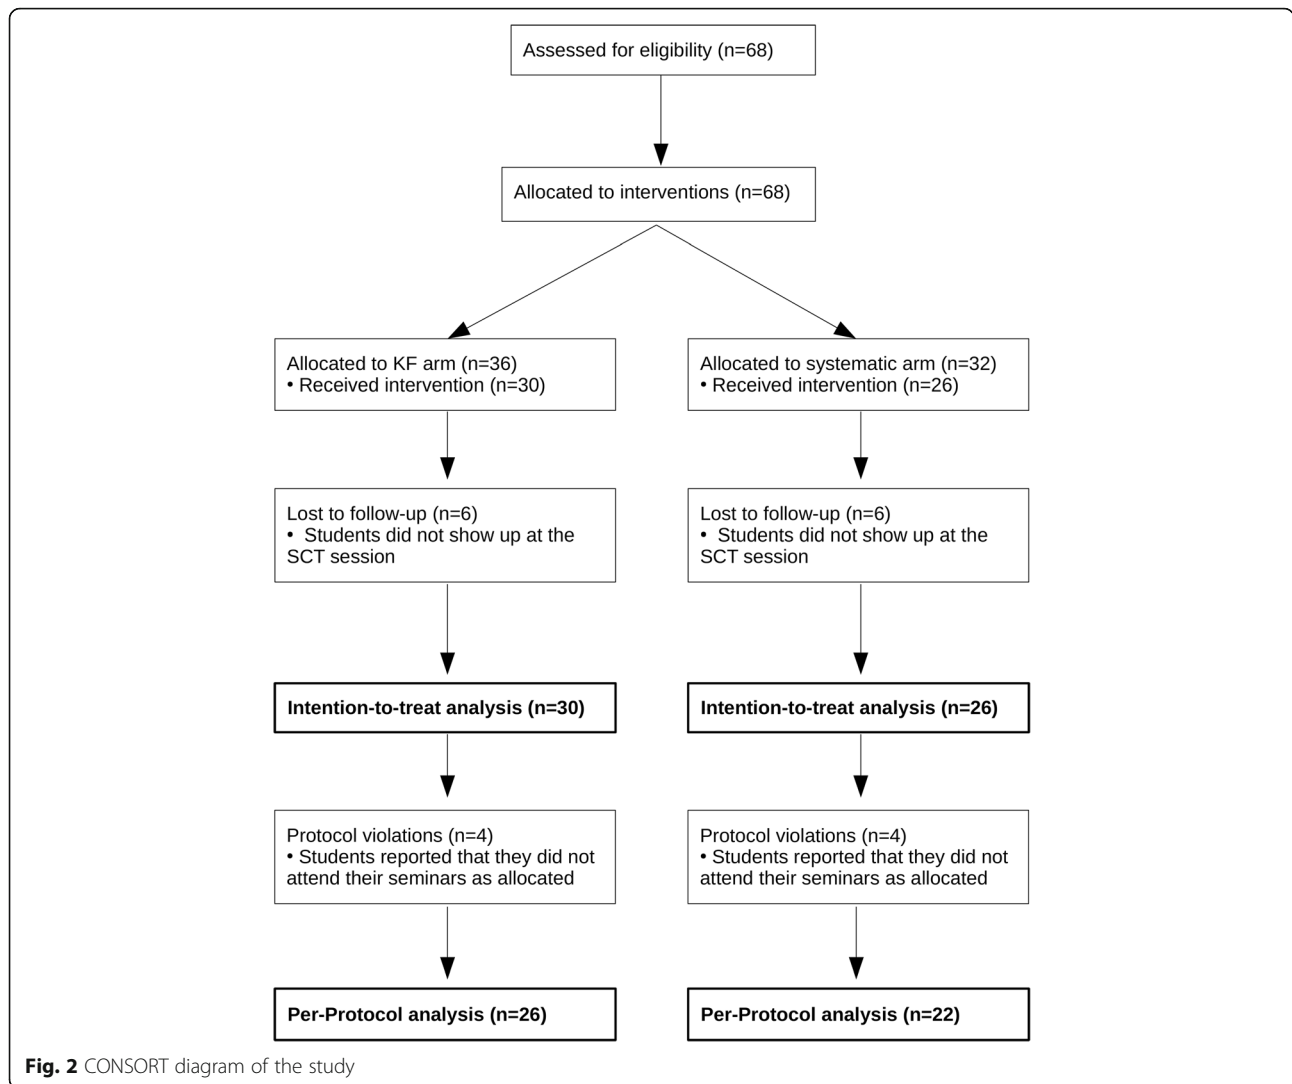 Assessed for eligibility (n=68)
Allocated to interventions (n=68)
Allocated to KF arm (n=36)
• Received intervention (n=30)
Allocated to systematic arm (n=32)
• Received intervention (n=26)
Lost to follow-up (n=6)
• Students did not show up at the
SCT session
Lost to follow-up (n=6)
• Students did not show up at the
SCT session
Intention-to-treat analysis (n=30)
Intention-to-treat analysis (n=26)
Protocol violations (n=4)
• Students reported that they did not
attend their seminars as allocated
Protocol violations (n=4)
• Students reported that they did not
attend their seminars as allocated
Per-Protocol analysis (n=26)
Per-Protocol analysis (n=22)
Fig. 2 CONSORT diagram of the study